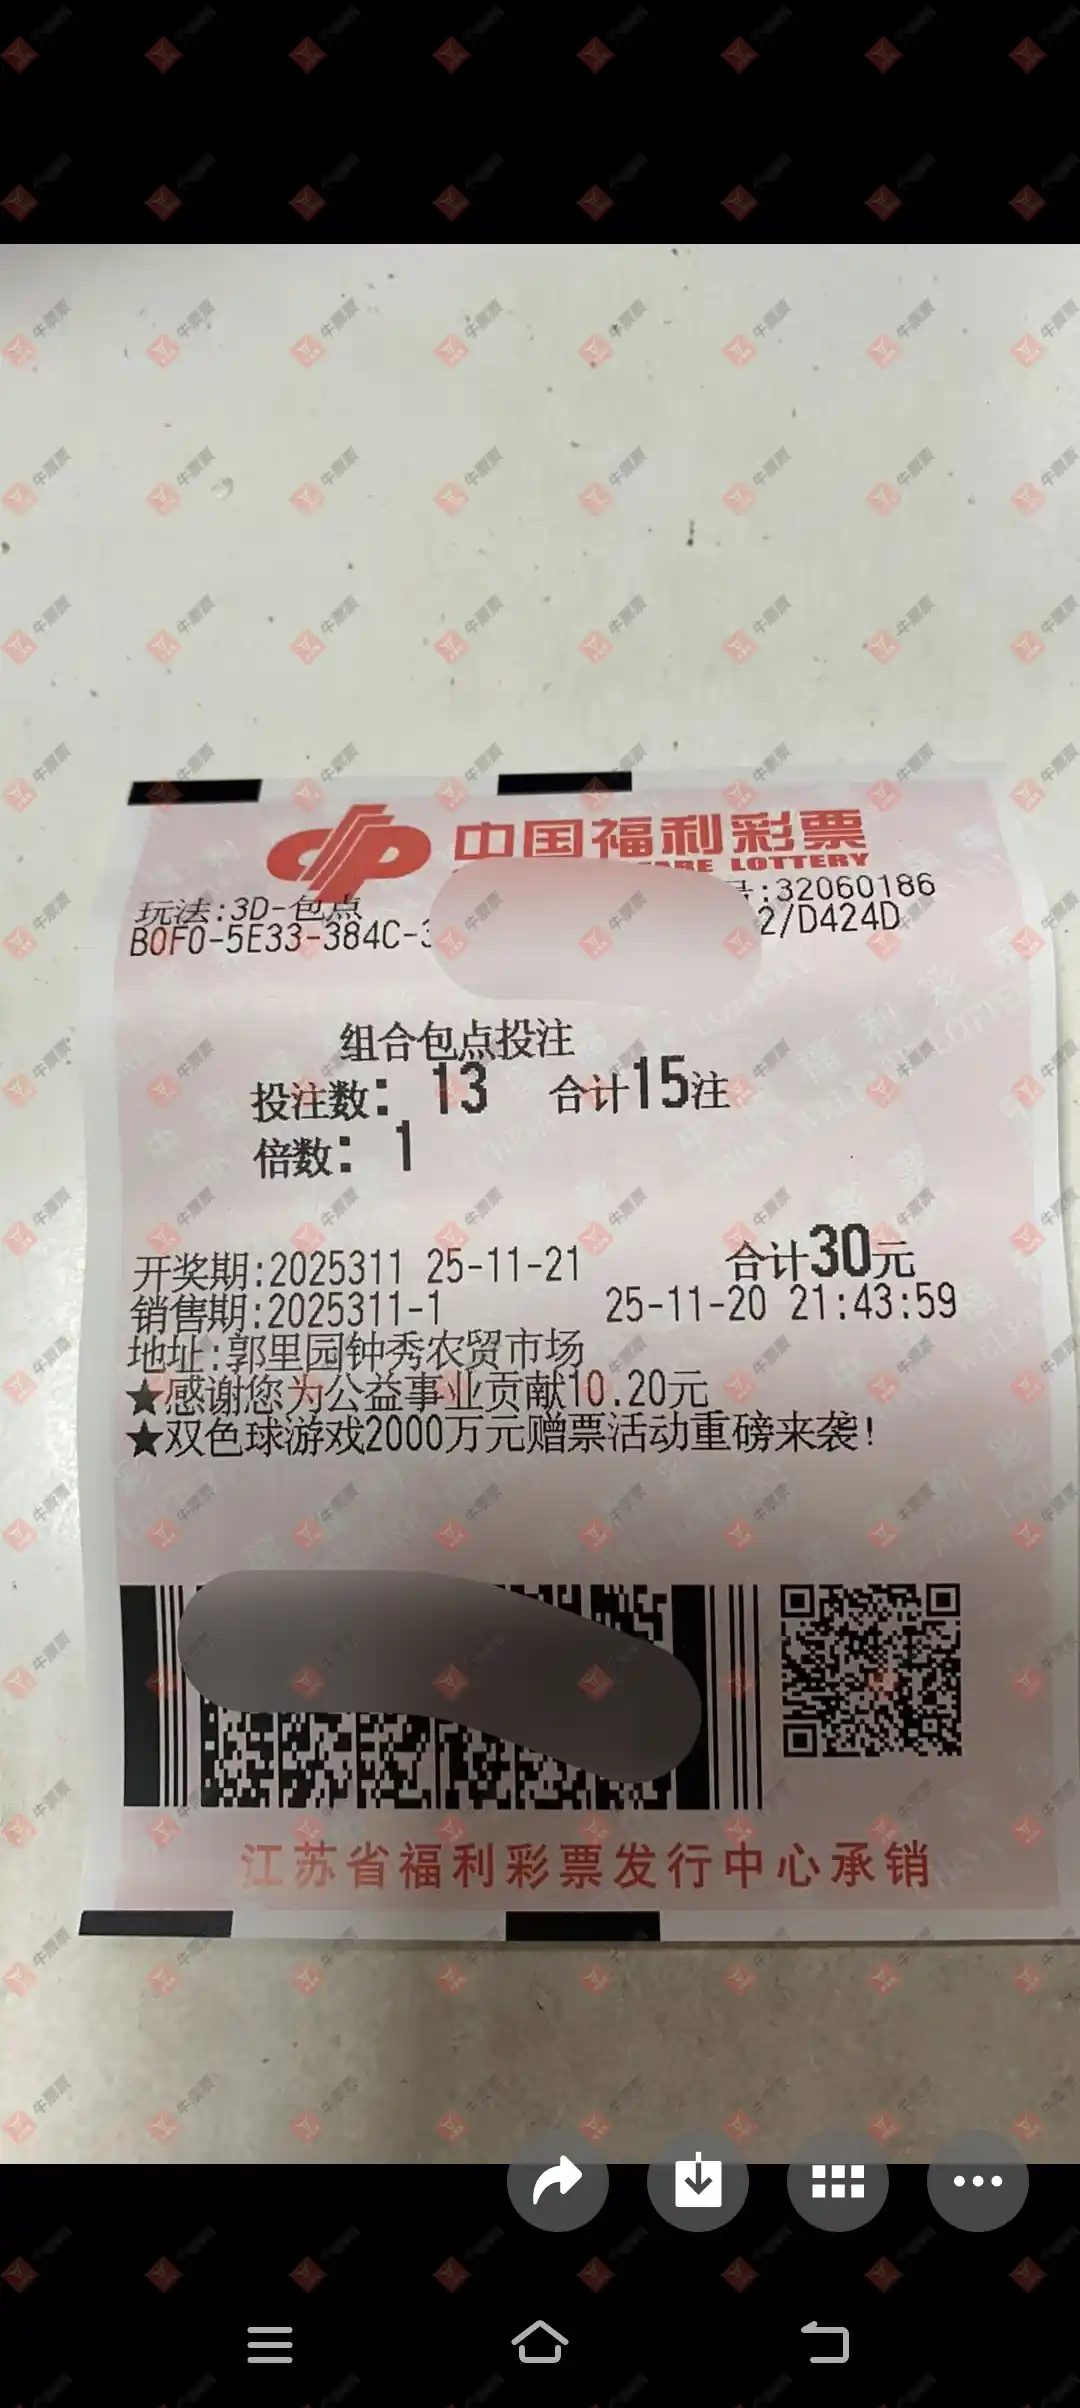 中国福利彩票
LOTTERY
玩法:3D-包点
:32060186
B0F0-5E33-384C-3
2/D424D
组合包点投注
投注数: 13 合计15注
倍数: 1
开奖期:2025311 25-11-21 合计30元
销售期:2025311-1 25-11-20 21:43:59
地址:郭里园钟秀农贸市场
★感谢您为公益事业贡献10.20元
★双色球游戏2000万元赠票活动重磅来袭!
江苏省福利彩票发行中心承销
牛票票